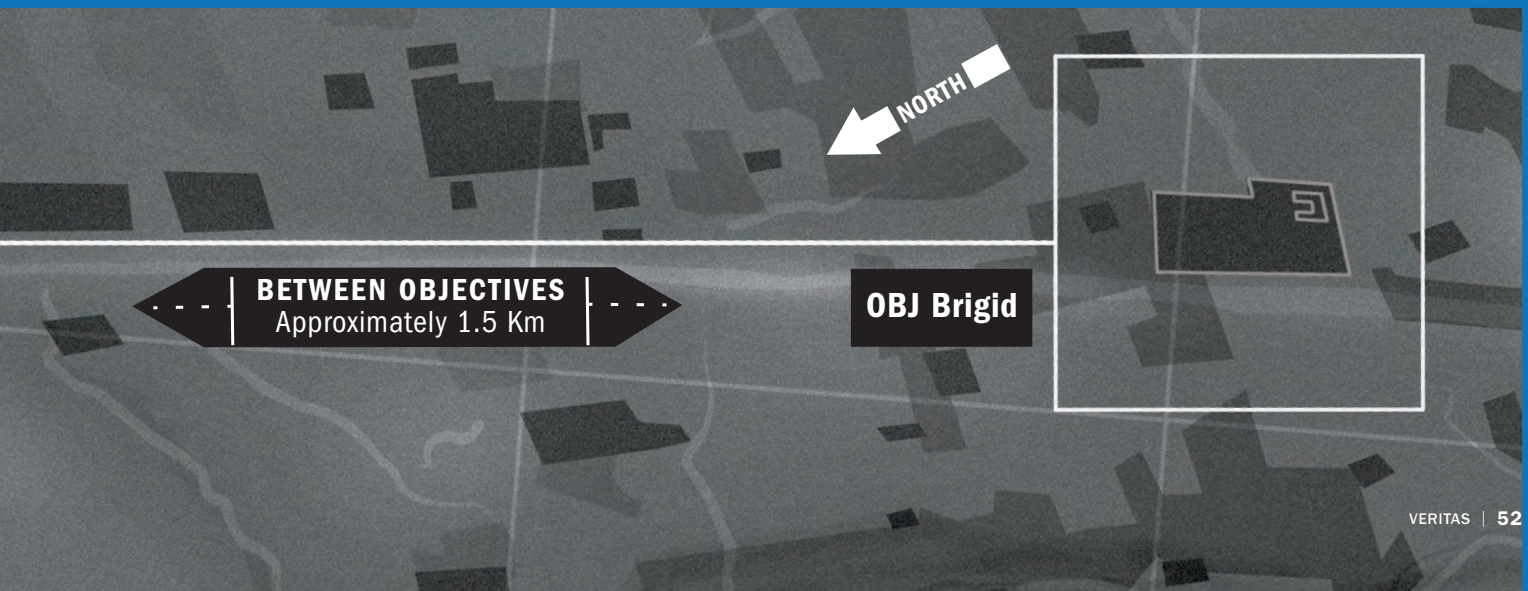 NORTH
BETWEEN OBJECTIVES
Approximately 1.5 Km
OBJ Brigid
VERITAS | 52